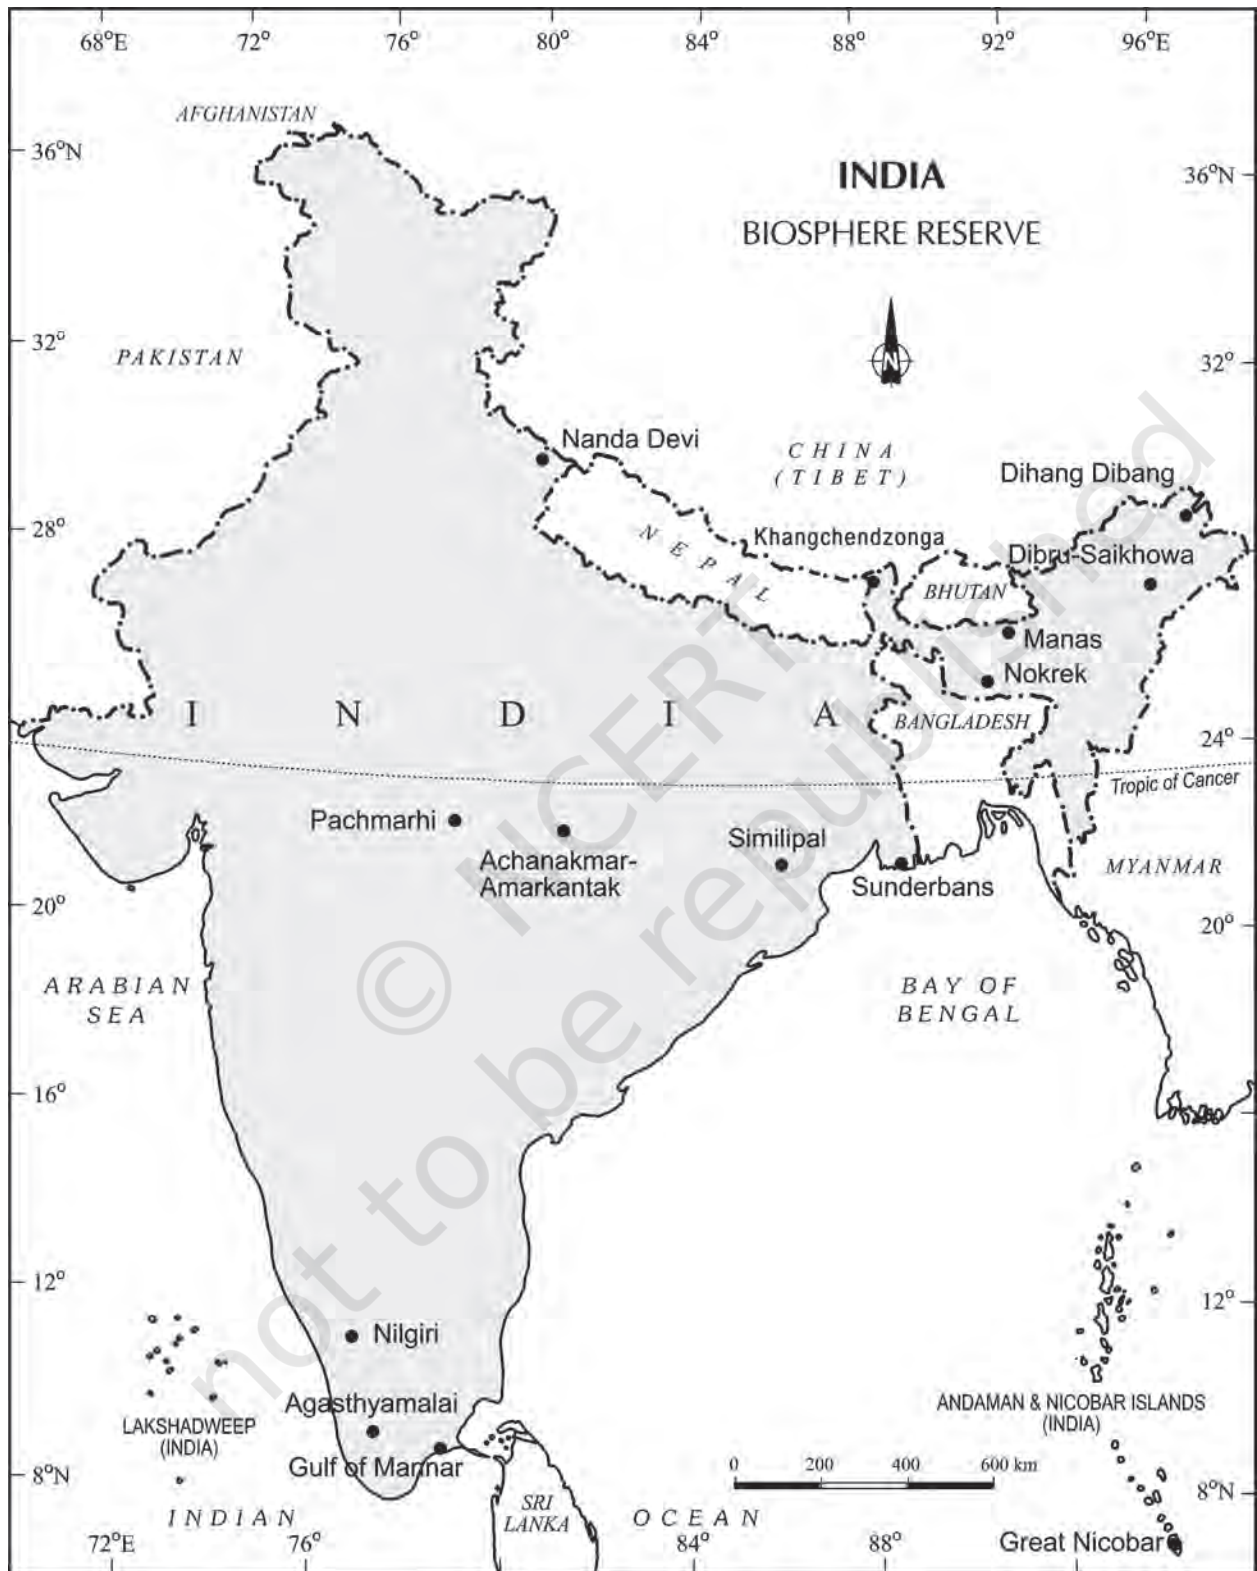 68°E 72° 76° 80° 84° 88° 92° 96°E
AFGHANISTAN
36°N
INDIA
36°N
BIOSPHERE RESERVE
32°
PAKISTAN
N
32°
Nanda Devi
CHINA
(TIBET)
Dihang Dibang
28°
NEPAL
Khangchendzonga
Dibru-Saikhowa
BHUTAN
Manas
Nokrek
I N D I A
BANGLADESH
24°
Tropic of Cancer
Pachmarhi
Achanakmar-
Amarkantak
Similipal
Sunderbans
MYANMAR
20°
20°
ARABIAN
SEA
BAY OF
BENGAL
16°
12°
12°
Nilgiri
Agasthyamalai
LAKSHADWEEP
(INDIA)
ANDAMAN & NICOBAR ISLANDS
(INDIA)
Gulf of Mannar
8°N
0 200 400 600 km
8°N
SRI
LANKA
INDIAN OCEAN
Great Nicobar
72°E 76° 84° 88°
© NCERT
not to be republished